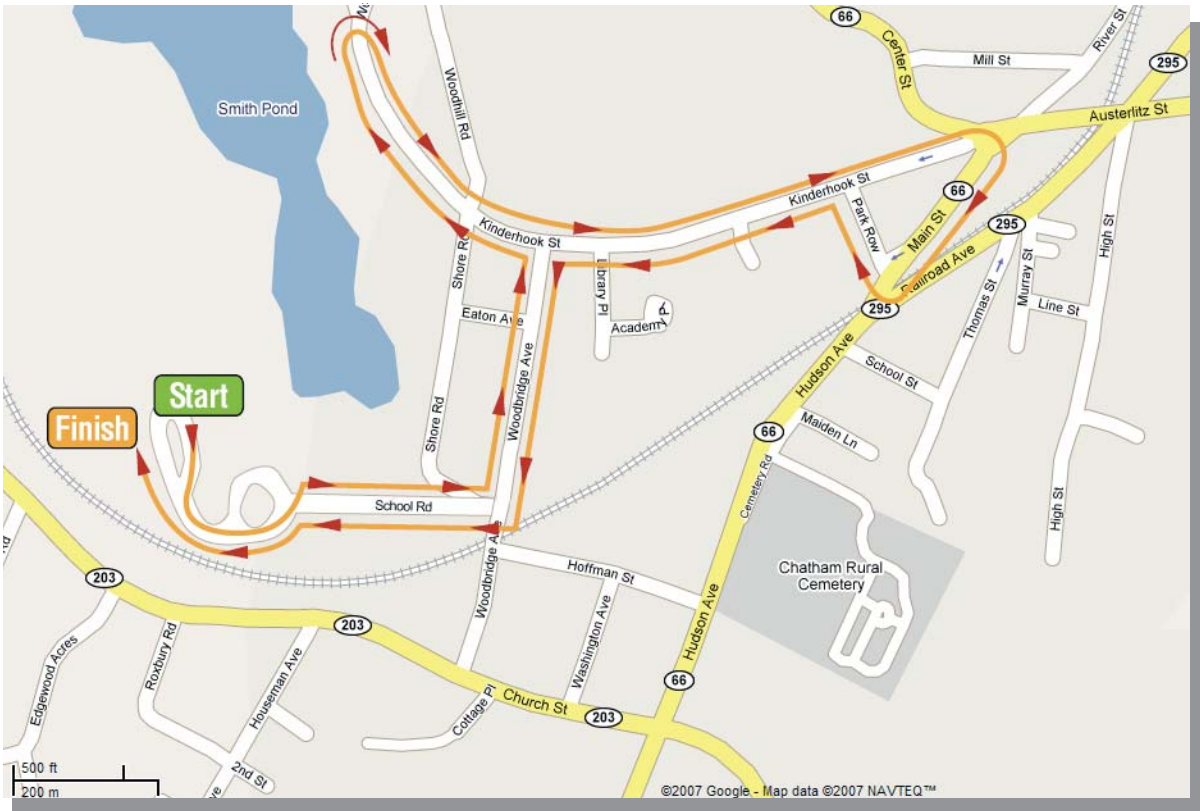 66
Center St
Mill St
River St
295
Austerlitz St
Smith Pond
Woodhill Rd
Kinderhook St
Park Row
66
Main St
295
Railroad Ave
High St
Kinderhook St
Shore Rd
Library Pl
Academy Pl
Eaton Ave
Woodbridge Ave
295
Thomas St
Murray St
Line St
School St
Hudson Ave
Start
Finish
Shore Rd
66
Maiden Ln
Cemetery Rd
High St
School Rd
Rd
Woodbridge Ave
Hoffman St
Chatham Rural
Cemetery
203
Washington Ave
Hudson Ave
203
Edgewood Acres
Roxbury Rd
Houseman Ave
66
Cottage Pl
Church St
203
2nd St
500 ft
200 m
©2007 Google - Map data ©2007 NAVTEQ™